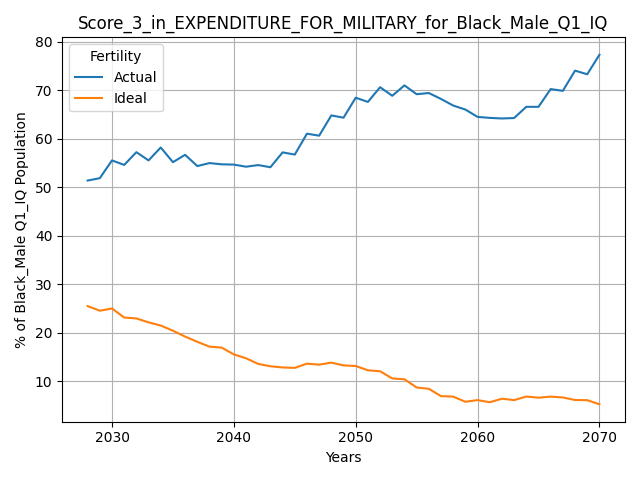 Score_3_in_EXPENDITURE_FOR_MILITARY_for_Black_Male_Q1_IQ
Fertility
Actual
Ideal
% of Black_Male Q1_IQ Population
80
70
60
50
40
30
20
10
2030 2040 2050 2060 2070
Years